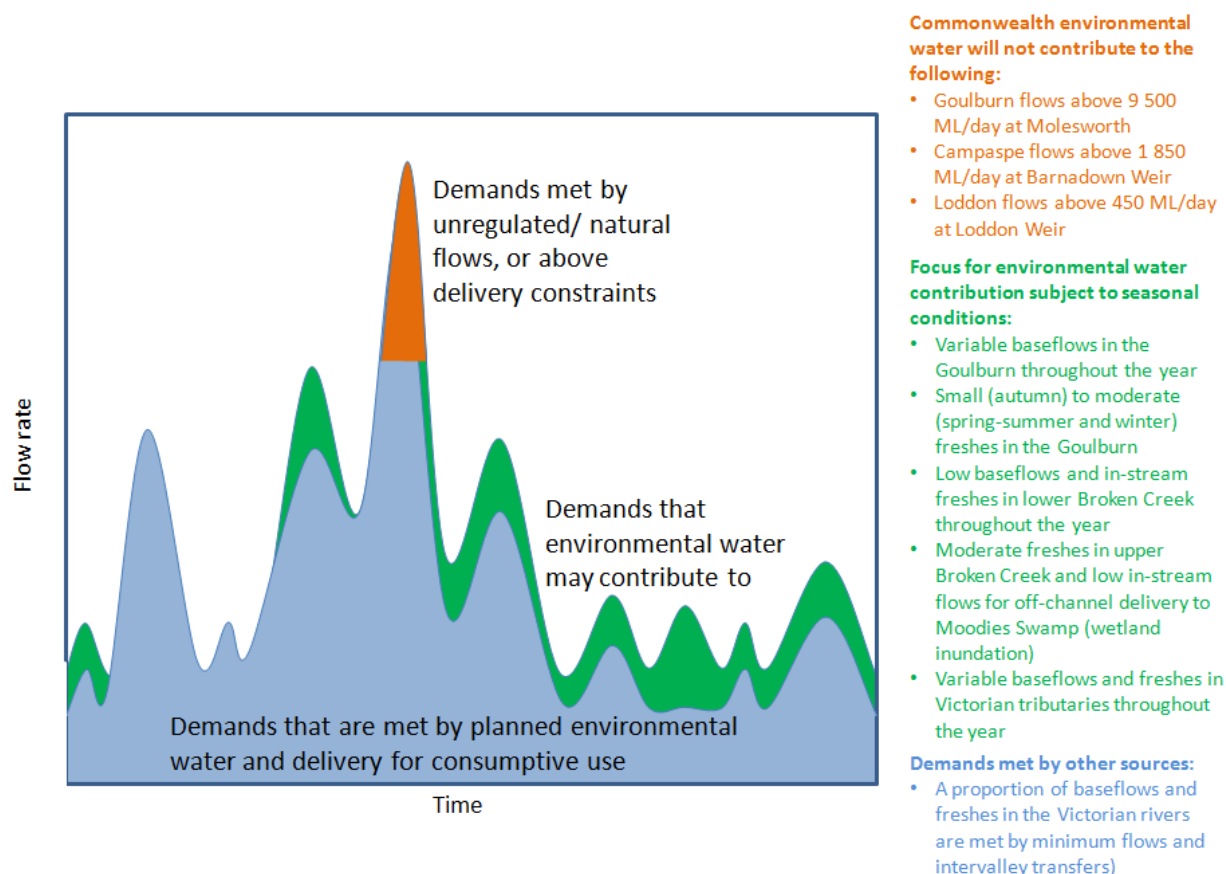 Commonwealth environmental
water will not contribute to the
following:
• Goulburn flows above 9 500
ML/day at Molesworth
• Campaspe flows above 1 850
ML/day at Barnadown Weir
• Loddon flows above 450 ML/day
at Loddon Weir
Focus for environmental water
contribution subject to seasonal
conditions:
• Variable baseflows in the
Goulburn throughout the year
• Small (autumn) to moderate
(spring-summer and winter)
freshes in the Goulburn
• Low baseflows and in-stream
freshes in lower Broken Creek
throughout the year
• Moderate freshes in upper
Broken Creek and low in-stream
flows for off-channel delivery to
Moodies Swamp (wetland
inundation)
• Variable baseflows and freshes in
Victorian tributaries throughout
the year
Demands met by other sources:
• A proportion of baseflows and
freshes in the Victorian rivers
are met by minimum flows and
intervalley transfers)
Demands met by
unregulated/ natural
flows, or above
delivery constraints
Demands that
environmental water
may contribute to
Demands that are met by planned environmental
water and delivery for consumptive use
Flow rate
Time